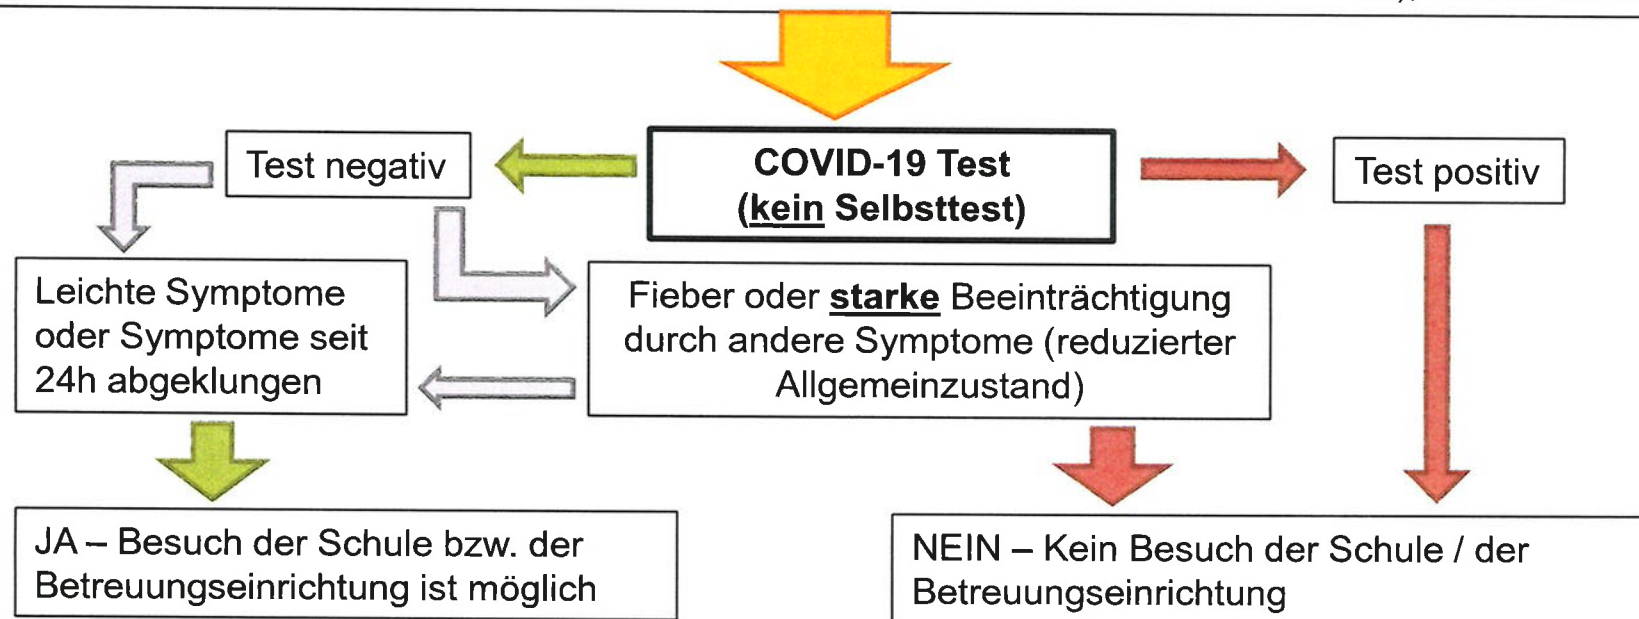 Test negativ
COVID-19 Test
(kein Selbsttest)
Test positiv
Leichte Symptome
oder Symptome seit
24h abgeklungen
Fieber oder starke Beeinträchtigung
durch andere Symptome (reduzierter
Allgemeinzustand)
JA – Besuch der Schule bzw. der
Betreuungseinrichtung ist möglich
NEIN – Kein Besuch der Schule / der
Betreuungseinrichtung